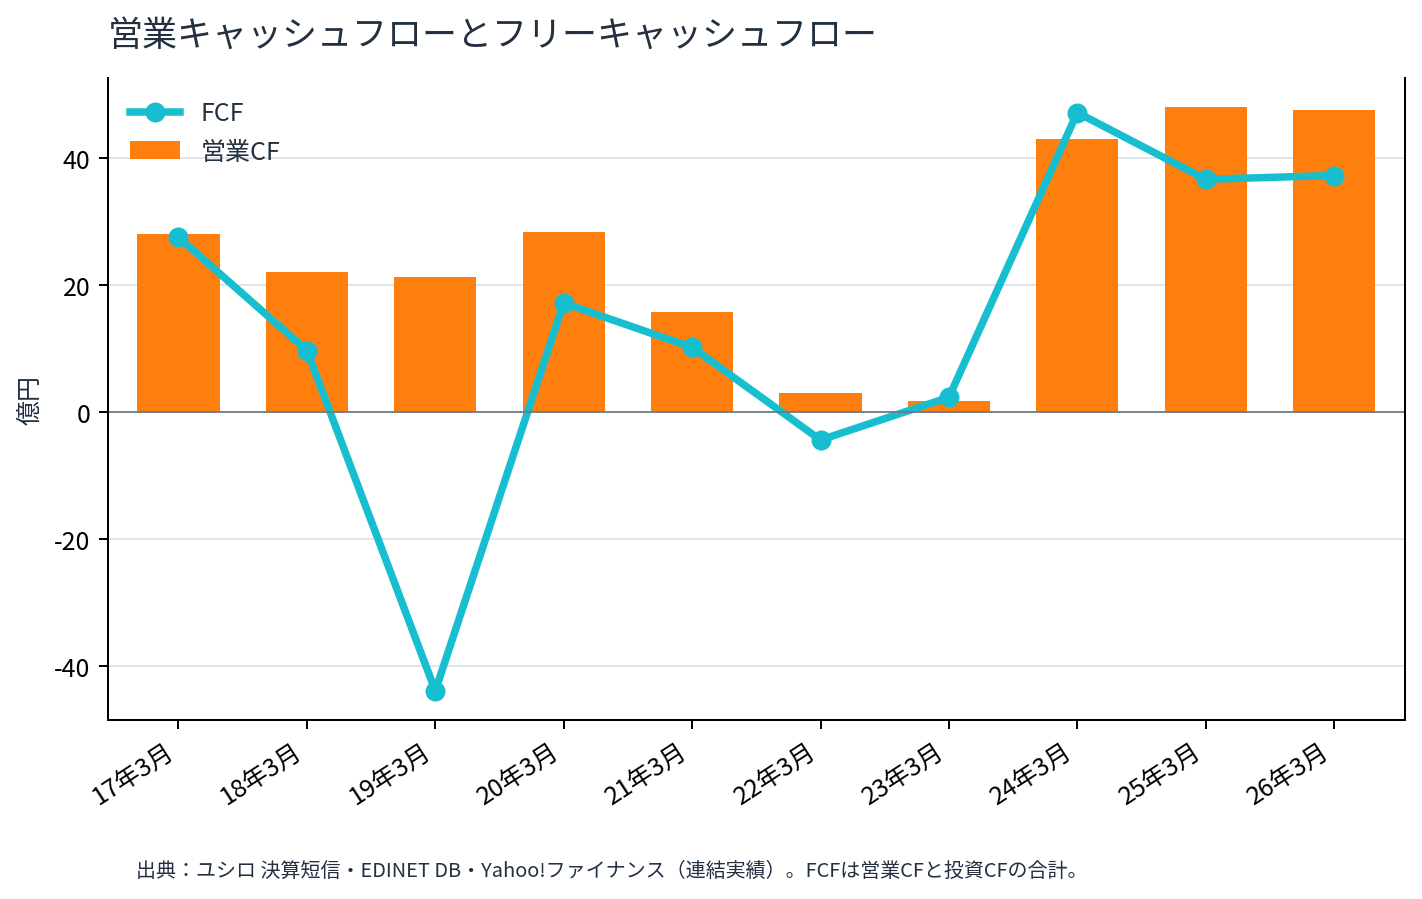 営業キャッシュフローとフリーキャッシュフロー
FCF
営業CF
億円
40
20
0
-20
-40
17年3月
18年3月
19年3月
20年3月
21年3月
22年3月
23年3月
24年3月
25年3月
26年3月
出典：ユシロ 決算短信・EDINET DB・Yahoo!ファイナンス（連結実績）。FCFは営業CFと投資CFの合計。